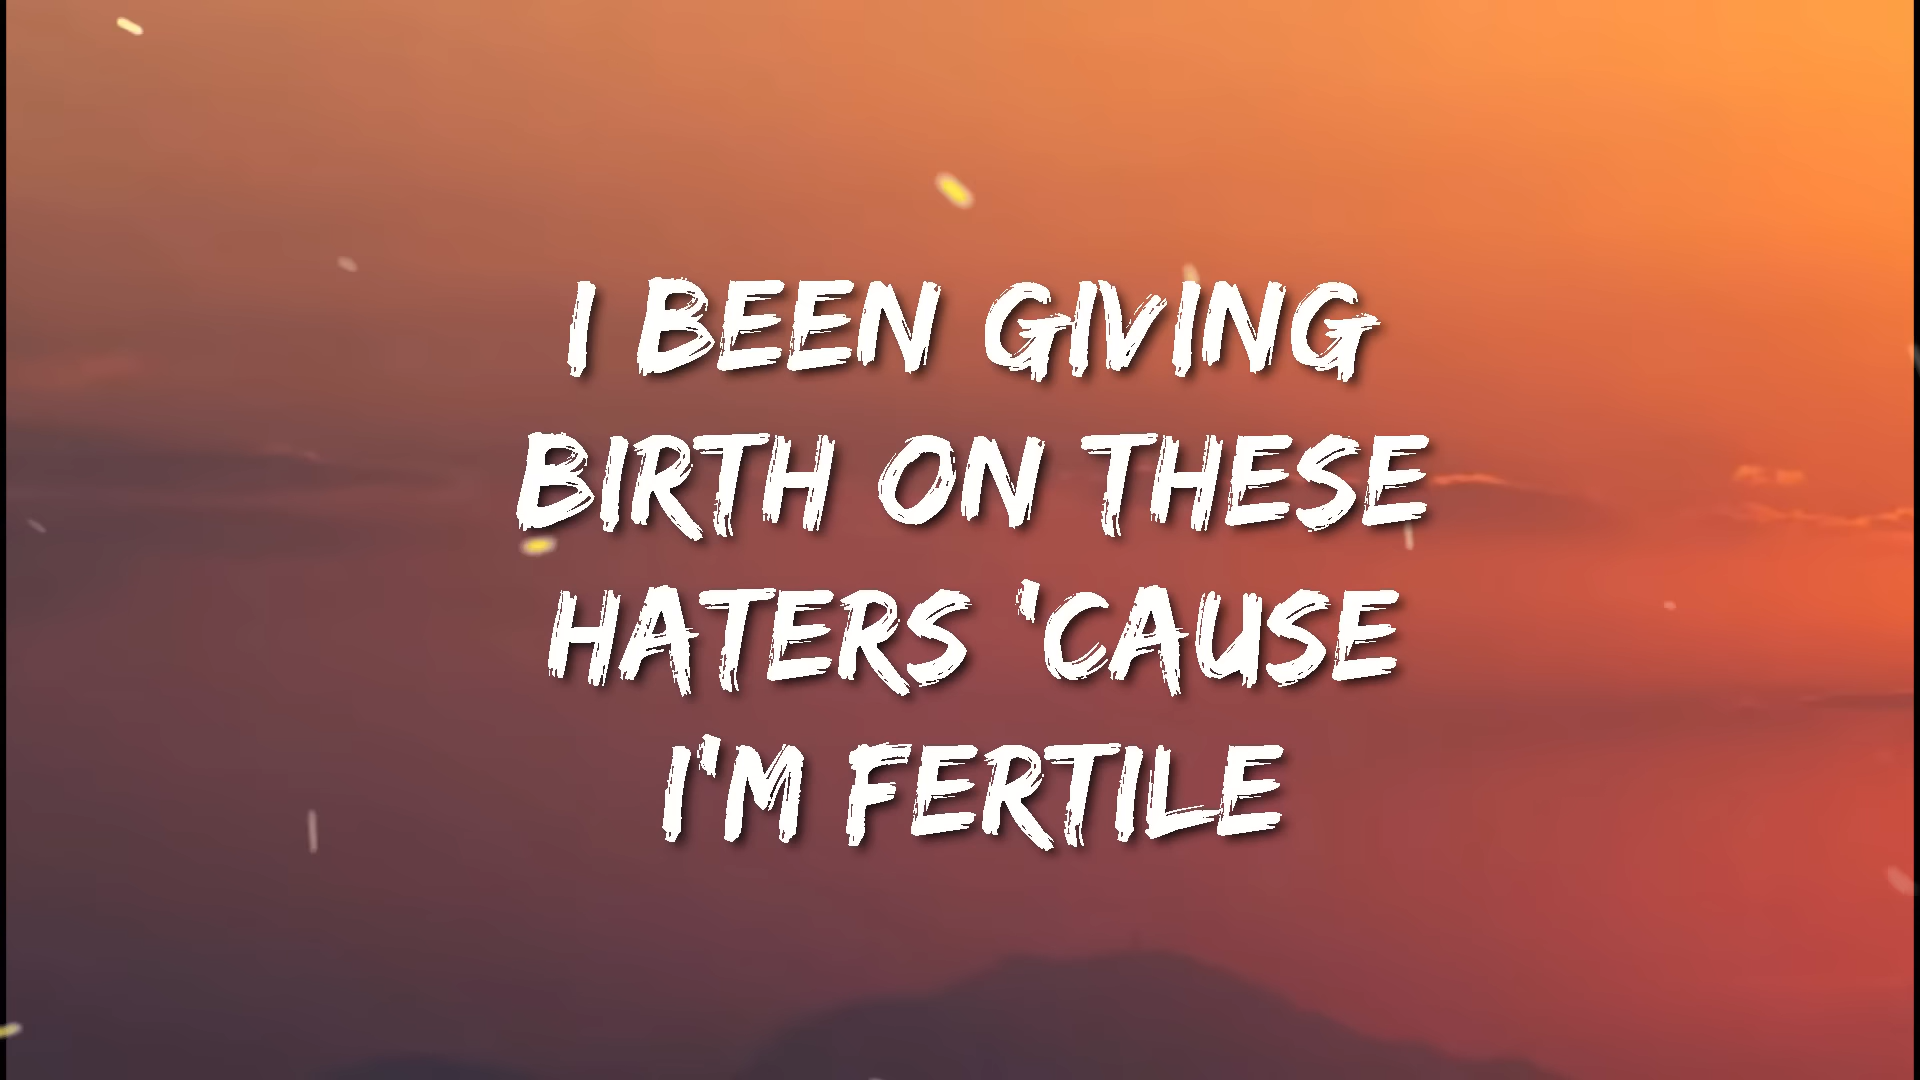 I BEEN GIVING
BIRTH ON THESE
HATERS 'CAUSE
I'M FERTILE